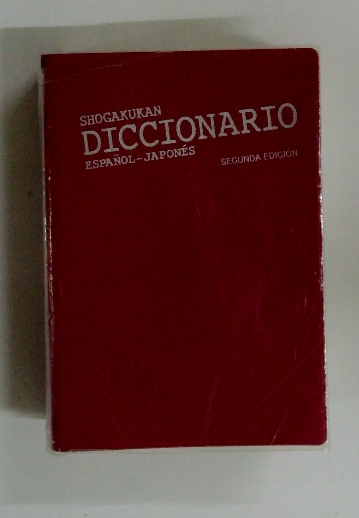 SHOGAKUKAN
DICCIONARIO
ESPAÑOL-JAPONÉS
SEGUNDA EDICIÓN